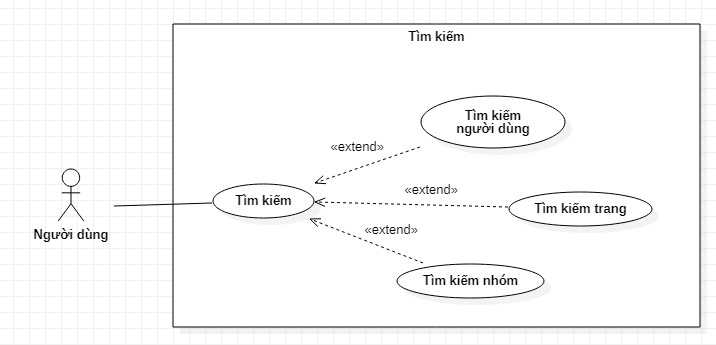 Tìm kiếm
Tìm kiếm
người dùng
«extend»
«extend»
Tìm kiếm
Tìm kiếm trang
«extend»
Người dùng
Tìm kiếm nhóm